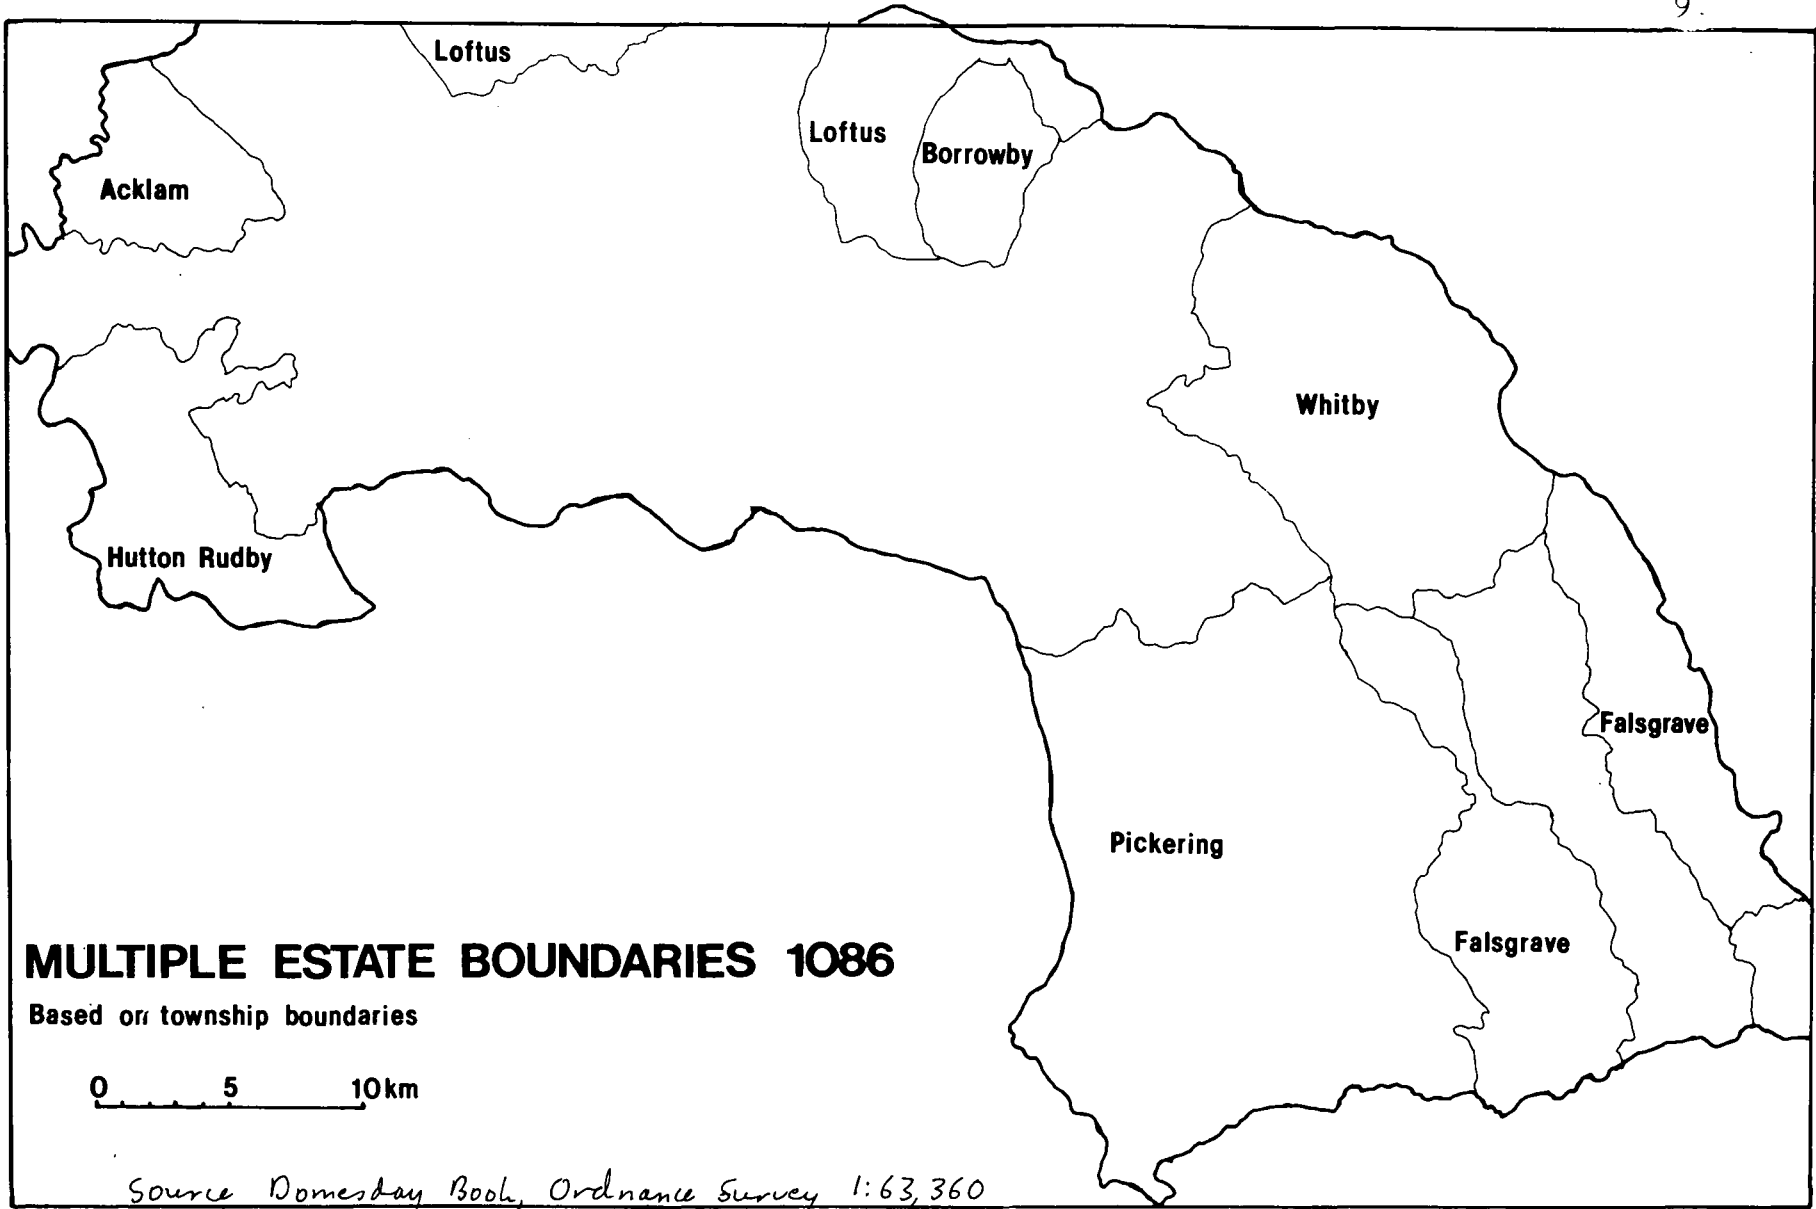 9.
Loftus
Loftus
Borrowby
Acklam
Whitby
Hutton Rudby
Falsgrave
Pickering
Falsgrave
MULTIPLE ESTATE BOUNDARIES 1086
Based on township boundaries
0 5 10km
Source Domesday Book, Ordnance Survey 1:63,360